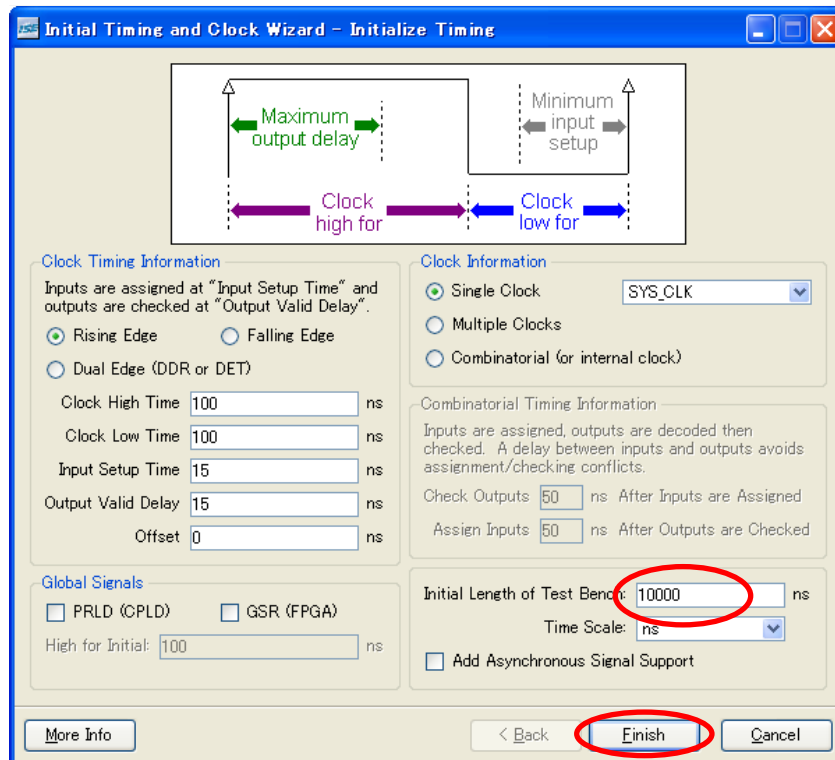 ISE Initial Timing and Clock Wizard - Initialize Timing
Maximum
output delay
Minimum
input
setup
Clock
high for
Clock
low for
Clock Timing Information
Inputs are assigned at "Input Setup Time" and
outputs are checked at "Output Valid Delay".
Rising Edge
Falling Edge
Dual Edge (DDR or DET)
Clock High Time 100 ns
Clock Low Time 100 ns
Input Setup Time 15 ns
Output Valid Delay 15 ns
Offset 0 ns
Global Signals
PRLD (CPLD)
GSR (FPGA)
High for Initial: 100 ns
Clock Information
Single Clock SYS_CLK
Multiple Clocks
Combinatorial (or internal clock)
Combinatorial Timing Information
Inputs are assigned, outputs are decoded then
checked. A delay between inputs and outputs avoids
assignment/checking conflicts.
Check Outputs 50 ns After Inputs are Assigned
Assign Inputs 50 ns After Outputs are Checked
Initial Length of Test Bench: 10000 ns
Time Scale: ns
Add Asynchronous Signal Support
More Info
< Back
Finish
Cancel